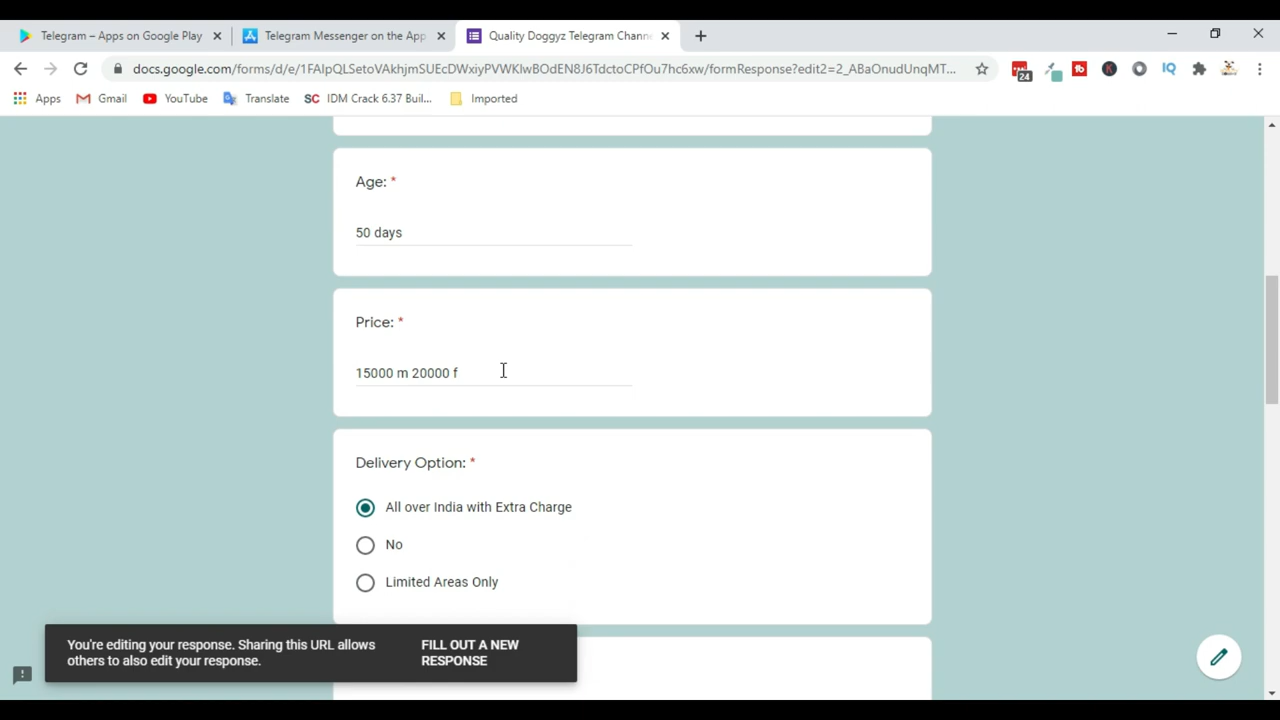 Telegram – Apps on Google Play
Telegram Messenger on the App
Quality Doggyz Telegram Chann
docs.google.com/forms/d/e/1FAIpQLSetoVAkhjmSUEcDWxiyPVWKlwBOdEN8J6TdctoCPfOu7hc6xw/formResponse?edit2=2_ABaOnudUnqMT...
24
IQ
Apps
Gmail
YouTube
Translate
SC IDM Crack 6.37 Buil...
Imported
Age: *
50 days
Price: *
15000 m 20000 f
Delivery Option: *
All over India with Extra Charge
No
Limited Areas Only
You're editing your response. Sharing this URL allows
others to also edit your response.
FILL OUT A NEW
RESPONSE